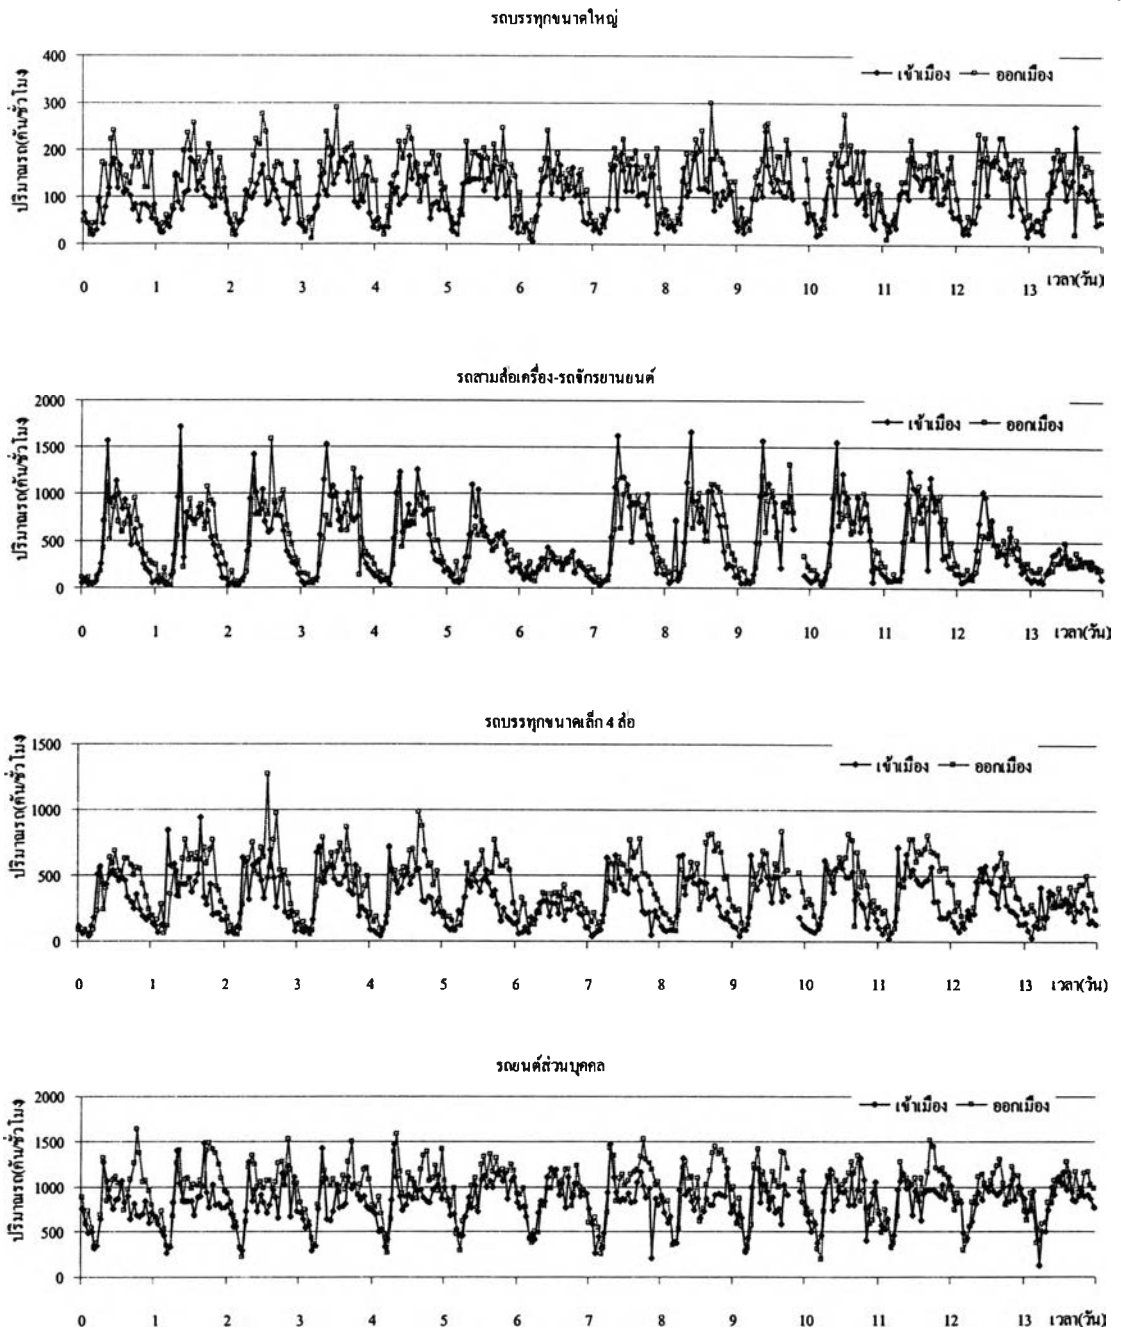 รถบรรทุกขนาดใหญ่
ปริมาณรถ(คัน/ชั่วโมง)
400
300
200
100
0
เข้าเมือง ออกเมือง
0 1 2 3 4 5 6 7 8 9 10 11 12 13 เวลา(วัน)
รถสามล้อเครื่อง-รถจักรยานยนต์
ปริมาณรถ(คัน/ชั่วโมง)
2000
1500
1000
500
0
เข้าเมือง ออกเมือง
0 1 2 3 4 5 6 7 8 9 10 11 12 13 เวลา(วัน)
รถบรรทุกขนาดเล็ก 4 ล้อ
ปริมาณรถ(คัน/ชั่วโมง)
1500
1000
500
0
เข้าเมือง ออกเมือง
0 1 2 3 4 5 6 7 8 9 10 11 12 13 เวลา(วัน)
รถยนต์ส่วนบุคคล
ปริมาณรถ(คัน/ชั่วโมง)
2000
1500
1000
500
0
เข้าเมือง ออกเมือง
0 1 2 3 4 5 6 7 8 9 10 11 12 13 เวลา(วัน)